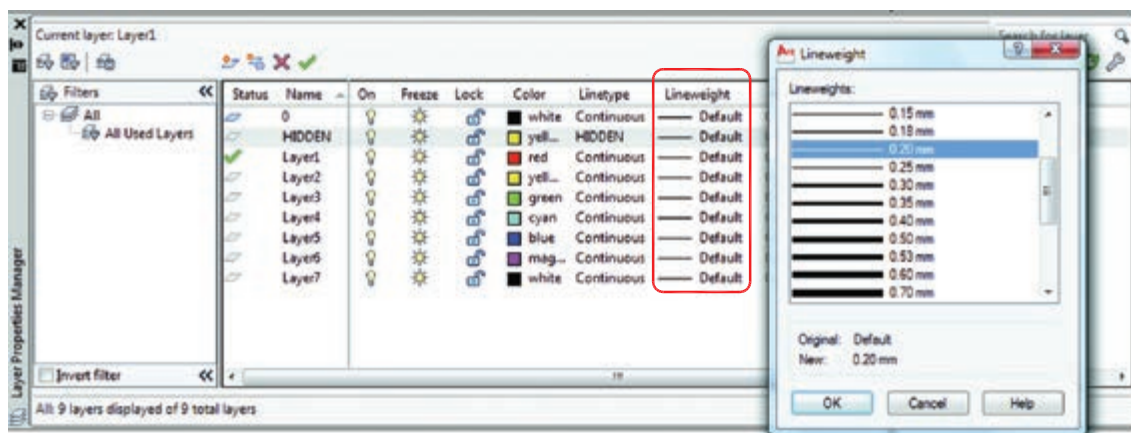 Current layer: Layer1
Search for layer
Filters
All
All Used Layers
Status Name On Freeze Lock Color Linetype Lineweight
0 white Continuous Default
HIDDEN yell... HIDDEN Default
Layer1 red Continuous Default
Layer2 yell... Continuous Default
Layer3 green Continuous Default
Layer4 cyan Continuous Default
Layer5 blue Continuous Default
Layer6 mag... Continuous Default
Layer7 white Continuous Default
Invert filter
All: 9 layers displayed of 9 total layers
Layer Properties Manager
Lineweight
Lineweights:
0.15 mm
0.18 mm
0.20 mm
0.25 mm
0.30 mm
0.35 mm
0.40 mm
0.50 mm
0.53 mm
0.60 mm
0.70 mm
Original: Default
New: 0.20 mm
OK Cancel Help